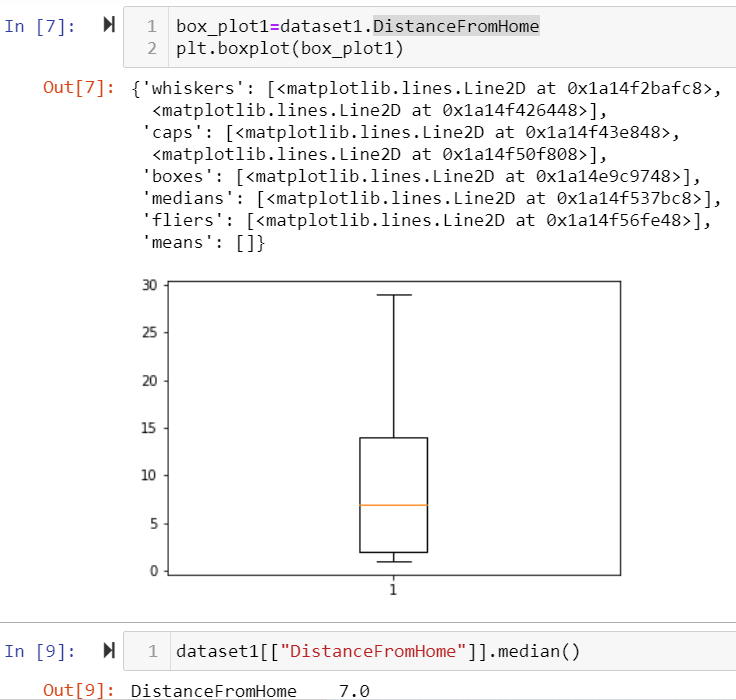 In [7]:
1 box_plot1=dataset1.DistanceFromHome
2 plt.boxplot(box_plot1)
Out[7]: {'whiskers': [<matplotlib.lines.Line2D at 0x1a14f2bafc8>,
<matplotlib.lines.Line2D at 0x1a14f426448>],
'caps': [<matplotlib.lines.Line2D at 0x1a14f43e848>,
<matplotlib.lines.Line2D at 0x1a14f50f808>],
'boxes': [<matplotlib.lines.Line2D at 0x1a14e9c9748>],
'medians': [<matplotlib.lines.Line2D at 0x1a14f537bc8>],
'fliers': [<matplotlib.lines.Line2D at 0x1a14f56fe48>],
'means': []}
30
25
20
15
10
5
0
1
In [9]: 1 dataset1[["DistanceFromHome"]].median()
Out[9]: DistanceFromHome 7.0